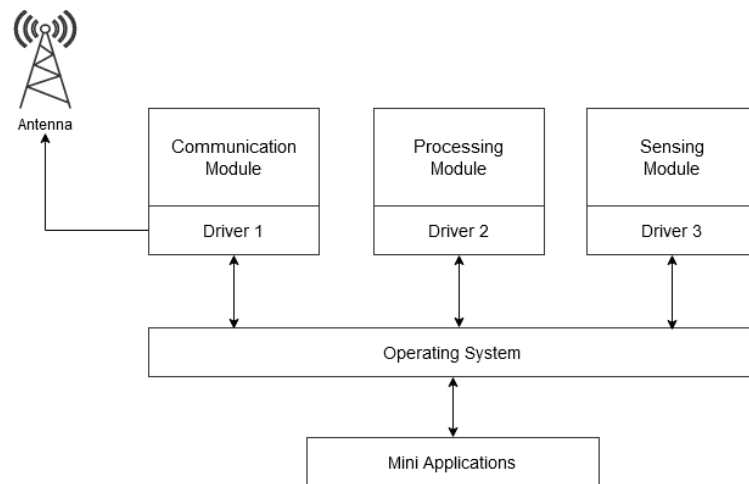 Antenna
Communication
Module
Processing
Module
Sensing
Module
Driver 1
Driver 2
Driver 3
Operating System
Mini Applications